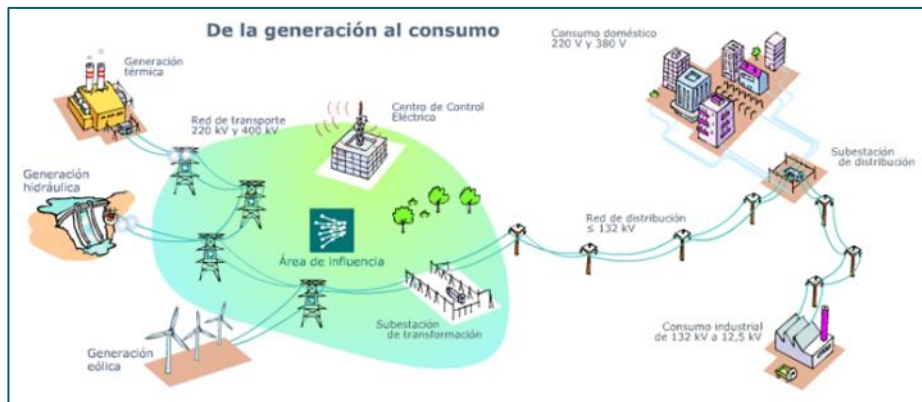 De la generación al consumo
Generación
térmica
Red de transporte
220 kV y 400 kV
Centro de Control
Eléctrico
Consumo doméstico
220 V y 380 V
Subestación
de distribución
Generación
hidráulica
Área de influencia
Red de distribución
≤ 132 kV
Subestación
de transformación
Generación
eólica
Consumo industrial
de 132 kV a 12,5 kV